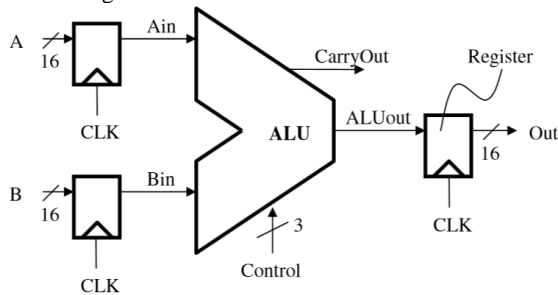 A
16
Ain
CLK
CarryOut
Register
ALU
ALUout
16
Out
CLK
B
16
Bin
CLK
3
Control